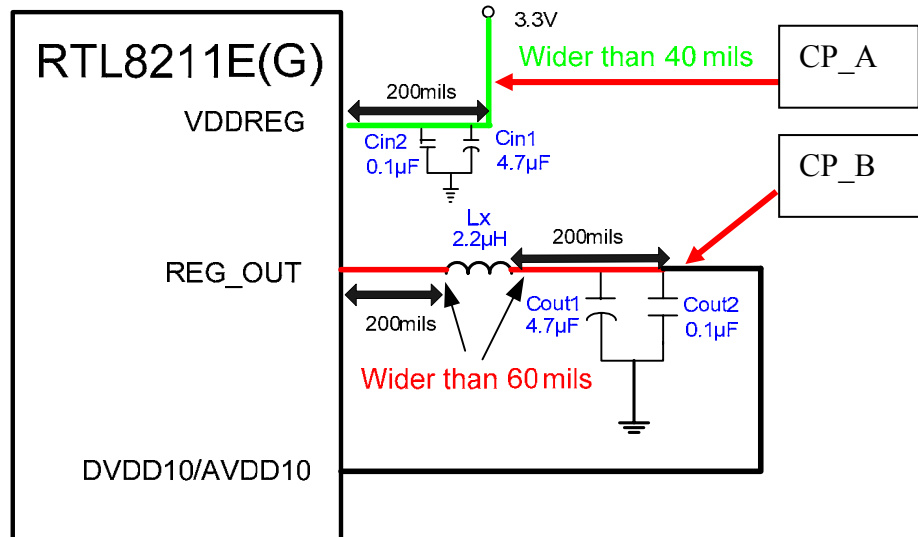 3.3V
RTL8211E(G)
Wider than 40 mils
CP_A
200mils
VDDREG
Cin2
0.1µF
Cin1
4.7µF
CP_B
Lx
2.2µH
200mils
REG_OUT
200mils
Cout1
4.7µF
Cout2
0.1µF
Wider than 60 mils
DVDD10/AVDD10